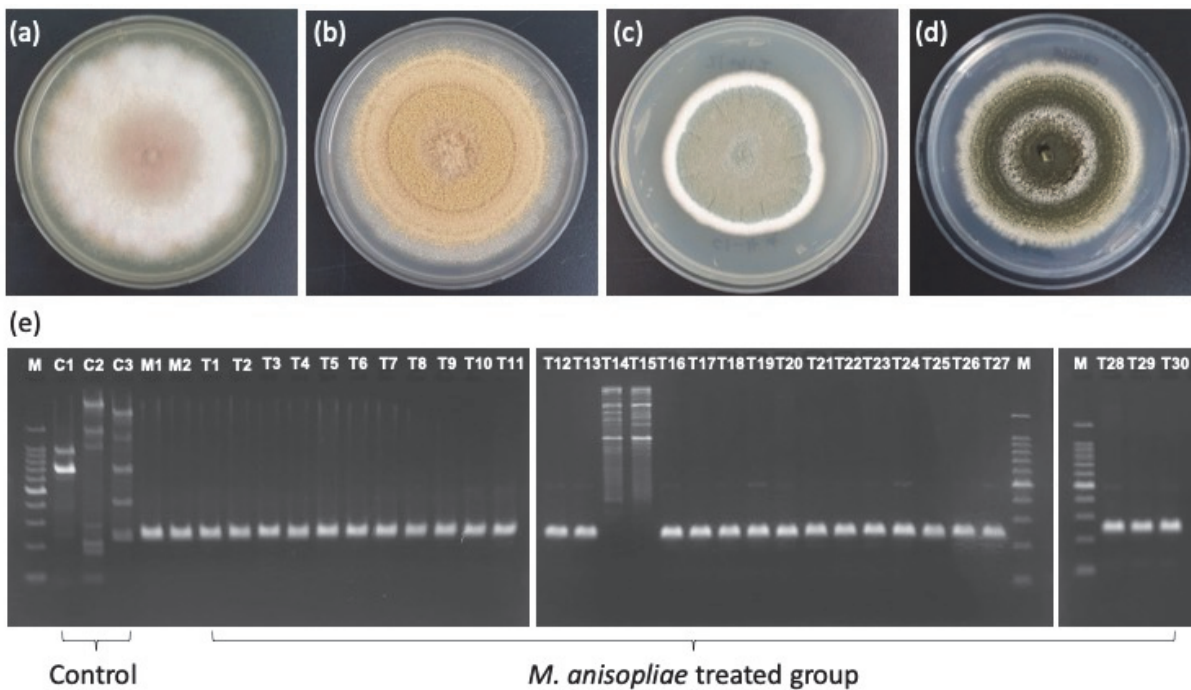 (a) (b) (c) (d)
(e)
M C1 C2 C3 M1 M2 T1 T2 T3 T4 T5 T6 T7 T8 T9 T10 T11 T12 T13 T14 T15 T16 T17 T18 T19 T20 T21 T22 T23 T24 T25 T26 T27 M M T28 T29 T30
Control M. anisopliae treated group